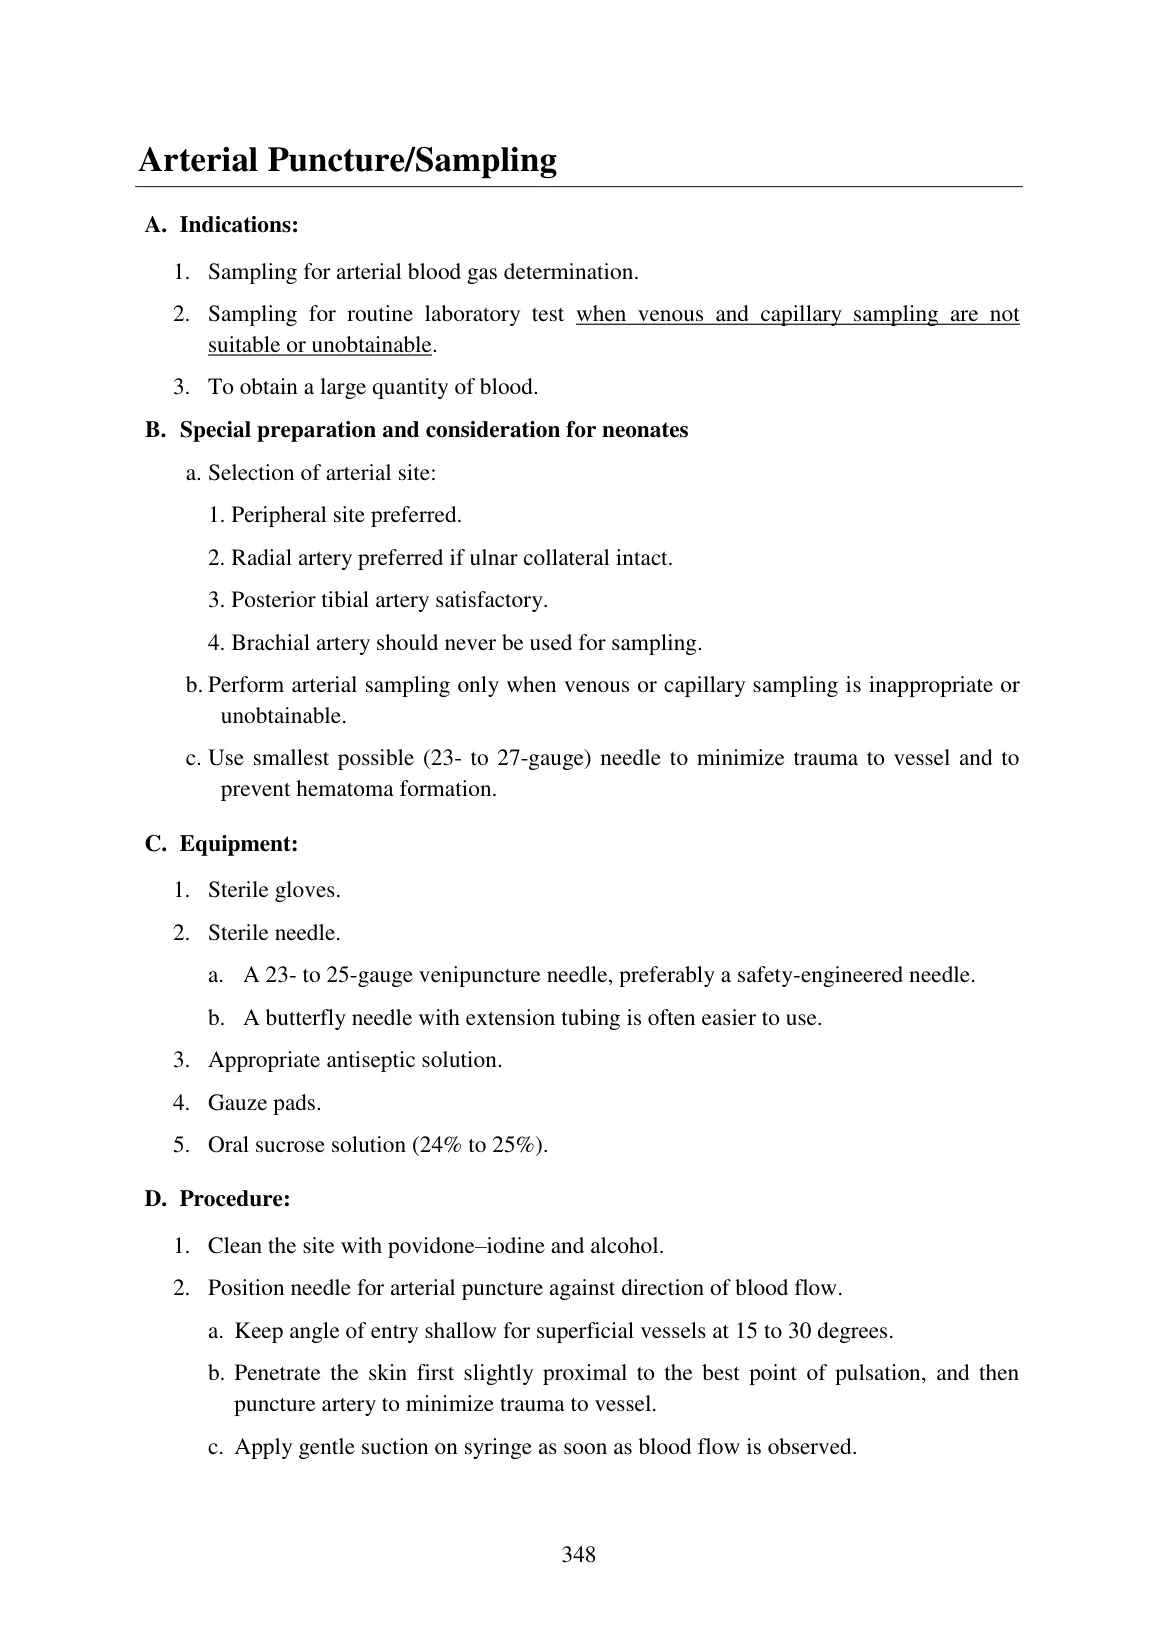 Arterial Puncture/Sampling
A. Indications:
1. Sampling for arterial blood gas determination.
2. Sampling for routine laboratory test when venous and capillary sampling are not
suitable or unobtainable.
3. To obtain a large quantity of blood.
B. Special preparation and consideration for neonates
a. Selection of arterial site:
1. Peripheral site preferred.
2. Radial artery preferred if ulnar collateral intact.
3. Posterior tibial artery satisfactory.
4. Brachial artery should never be used for sampling.
b. Perform arterial sampling only when venous or capillary sampling is inappropriate or
unobtainable.
c. Use smallest possible (23- to 27-gauge) needle to minimize trauma to vessel and to
prevent hematoma formation.
C. Equipment:
1. Sterile gloves.
2. Sterile needle.
a. A 23- to 25-gauge venipuncture needle, preferably a safety-engineered needle.
b. A butterfly needle with extension tubing is often easier to use.
3. Appropriate antiseptic solution.
4. Gauze pads.
5. Oral sucrose solution (24% to 25%).
D. Procedure:
1. Clean the site with povidone–iodine and alcohol.
2. Position needle for arterial puncture against direction of blood flow.
a. Keep angle of entry shallow for superficial vessels at 15 to 30 degrees.
b. Penetrate the skin first slightly proximal to the best point of pulsation, and then
puncture artery to minimize trauma to vessel.
c. Apply gentle suction on syringe as soon as blood flow is observed.
348